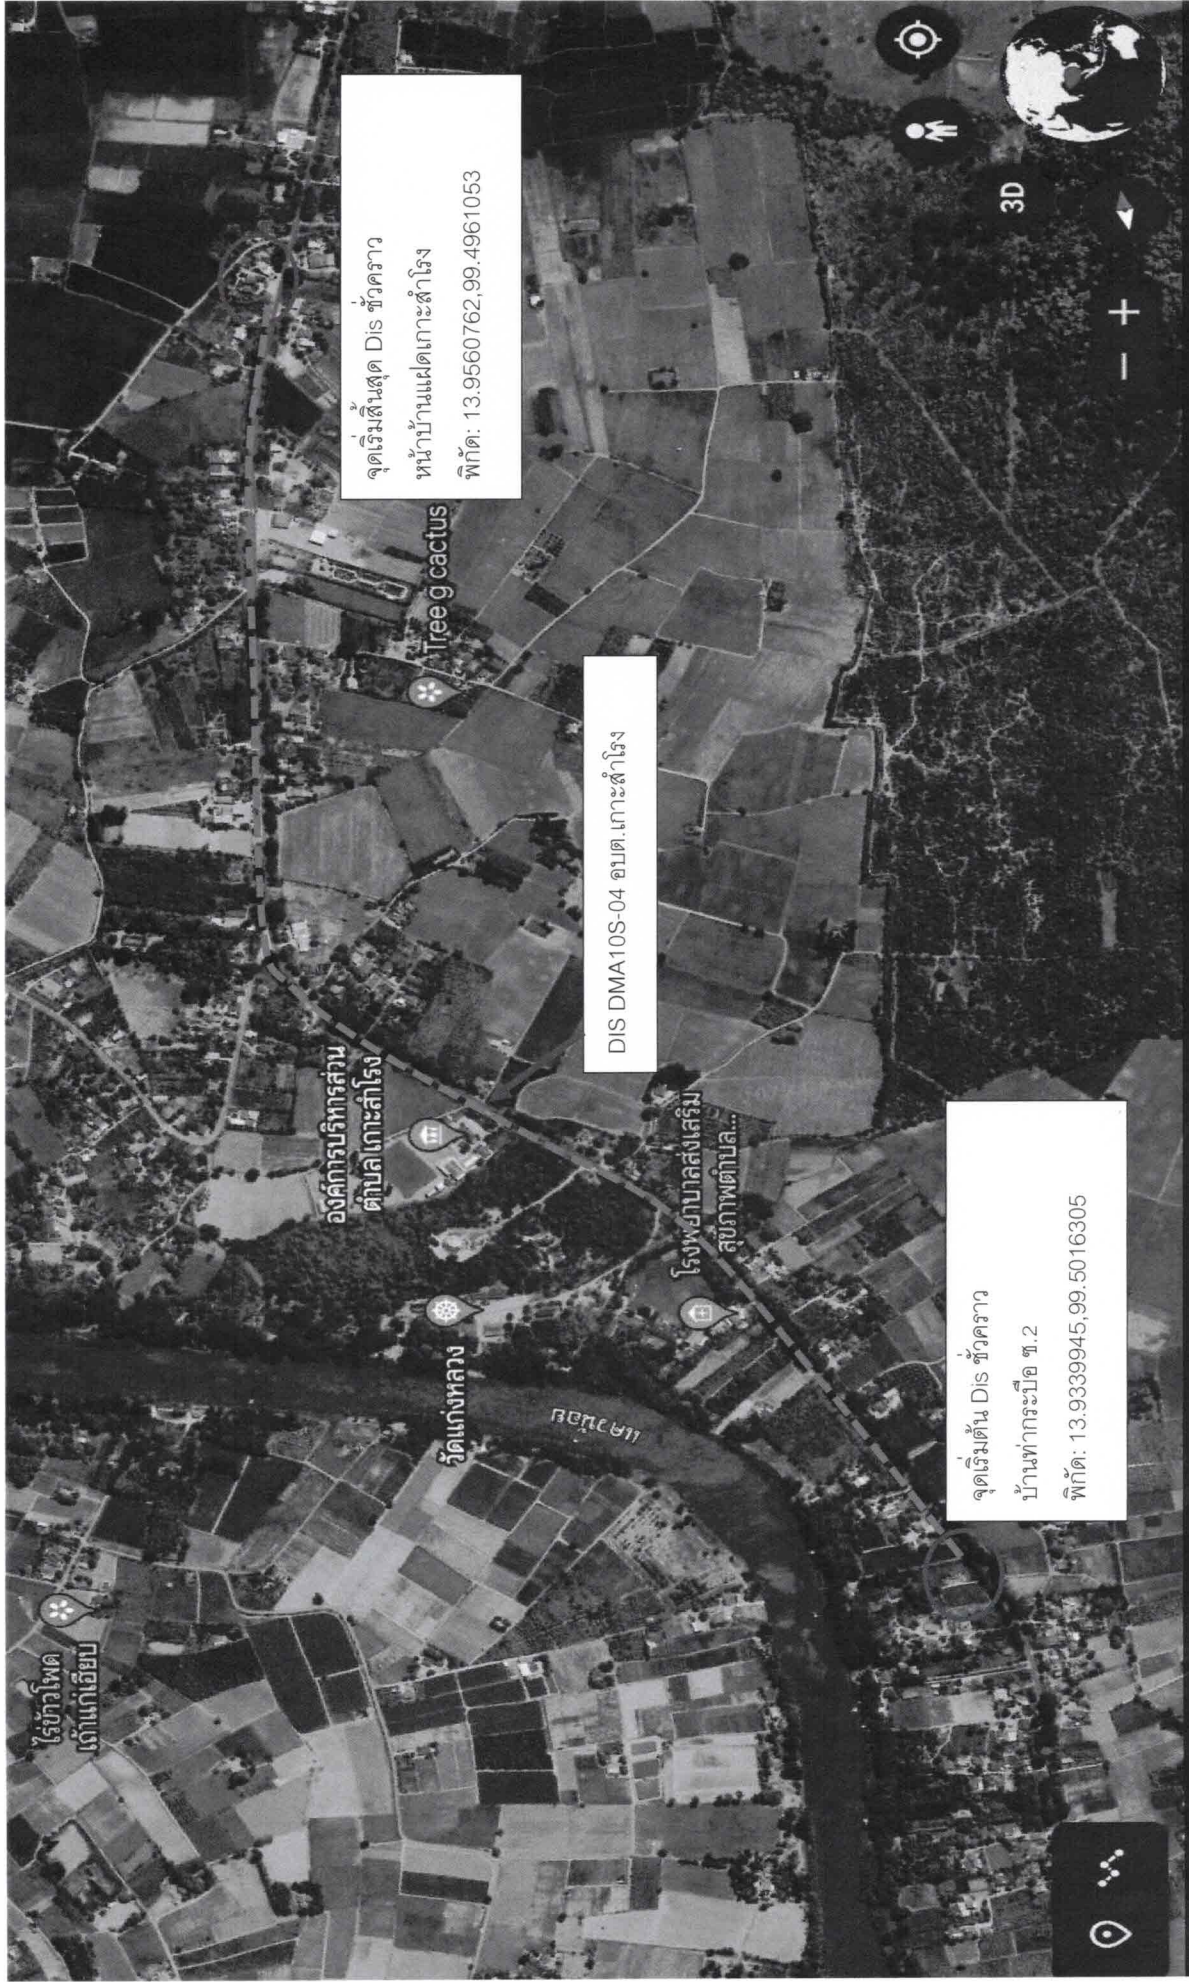 ไร่ข้าวโพด
เถ้าแก่เฮียบ
วัดแก่งหลวง
แควน้อย
องค์การบริหารส่วน
ตำบลเกาะสำโรง
โรงพยาบาลส่งเสริม
สุขภาพตำบล...
Tree g cactus
จุดเริ่มสิ้นสุด Dis ชั่วคราว
หน้าบ้านแฝดเกาะสำโรง
พิกัด: 13.9560762,99.4961053
DIS DMA10S-04 อบต.เกาะสำโรง
จุดเริ่มต้น Dis ชั่วคราว
บ้านท่ากระบือ ซ.2
พิกัด: 13.9339945,99.5016305
3D